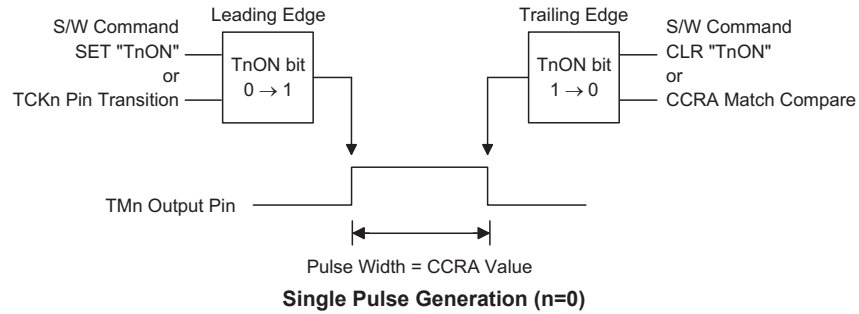 Leading Edge
S/W Command
SET "TnON"
or
TCKn Pin Transition
TnON bit
0 → 1
Trailing Edge
TnON bit
1 → 0
S/W Command
CLR "TnON"
or
CCRA Match Compare
TMn Output Pin
Pulse Width = CCRA Value
Single Pulse Generation (n=0)